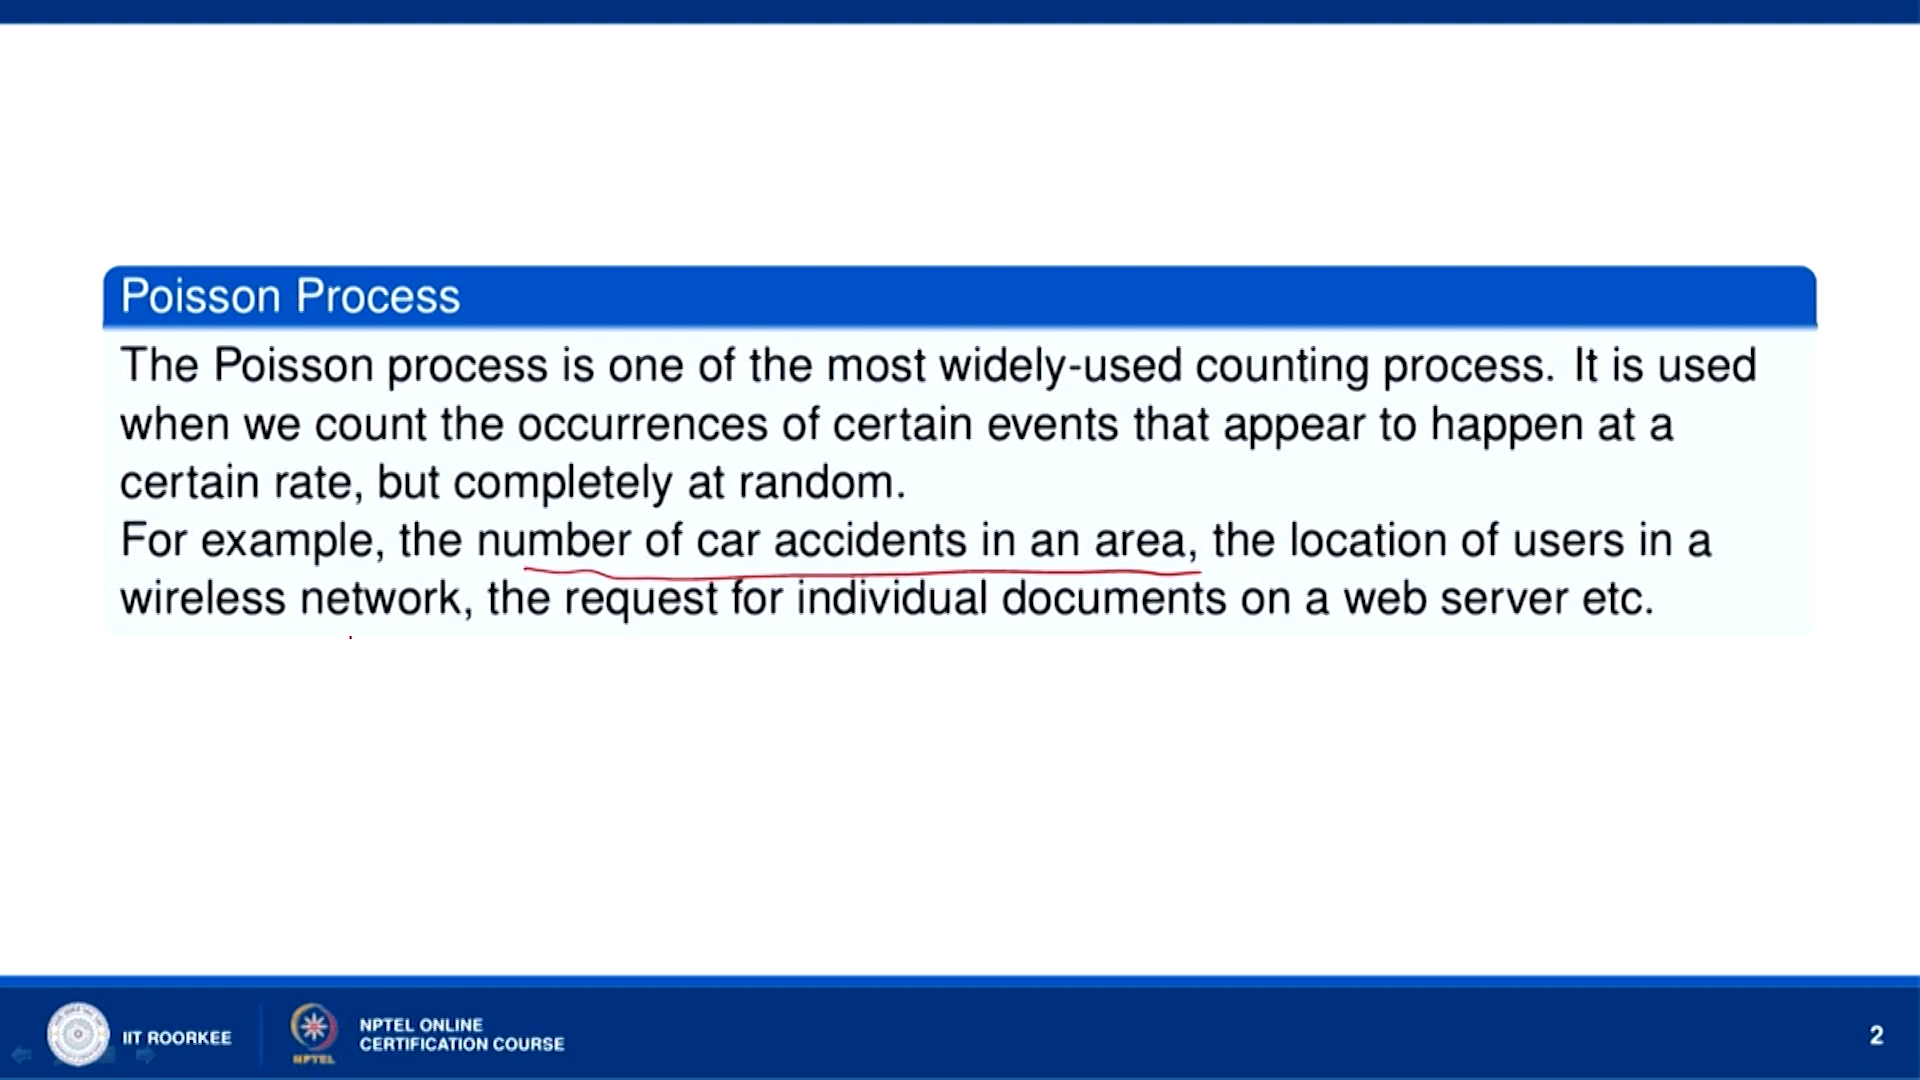 Poisson Process
The Poisson process is one of the most widely-used counting process. It is used
when we count the occurrences of certain events that appear to happen at a
certain rate, but completely at random.
For example, the number of car accidents in an area, the location of users in a
wireless network, the request for individual documents on a web server etc.
IIT ROORKEE
NPTEL
NPTEL ONLINE
CERTIFICATION COURSE
2